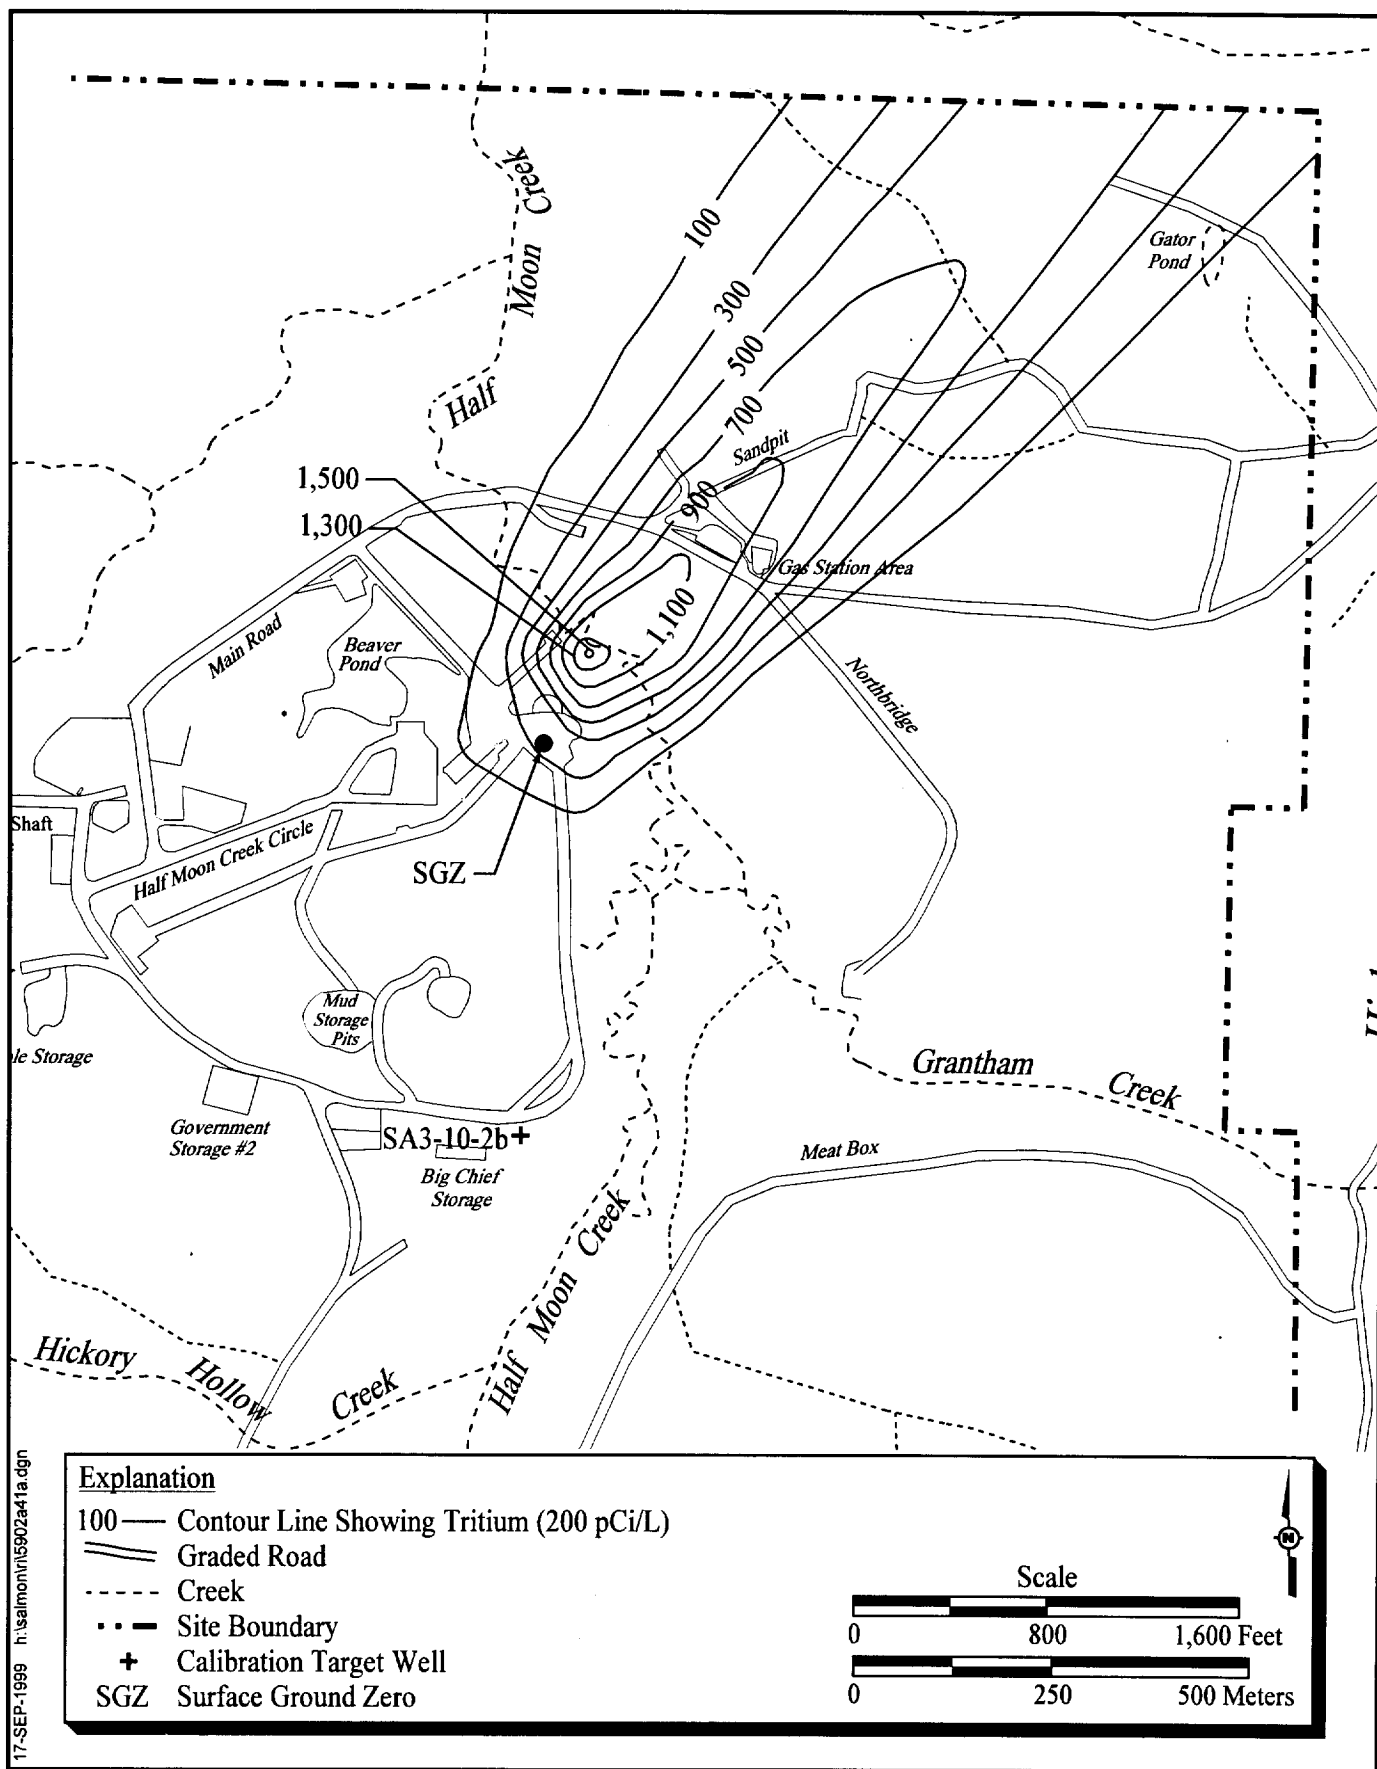 Half Moon Creek
Gator
Pond
100
300
500
700
900
1,100
1,500
1,300
Sandpit
Gas Station Area
Main Road
Beaver
Pond
Northbridge
Shaft
Half Moon Creek Circle
SGZ
Mud
Storage
Pits
le Storage
Grantham Creek
Government
Storage #2
SA3-10-2b+
Big Chief
Storage
Meat Box
Half Moon Creek
Hickory Hollow Creek
Explanation
100 Contour Line Showing Tritium (200 pCi/L)
Graded Road
Creek
Site Boundary
+ Calibration Target Well
SGZ Surface Ground Zero
N
Scale
0 800 1,600 Feet
0 250 500 Meters
17-SEP-1999 h:\salmon\ri\5902a41a.dgn